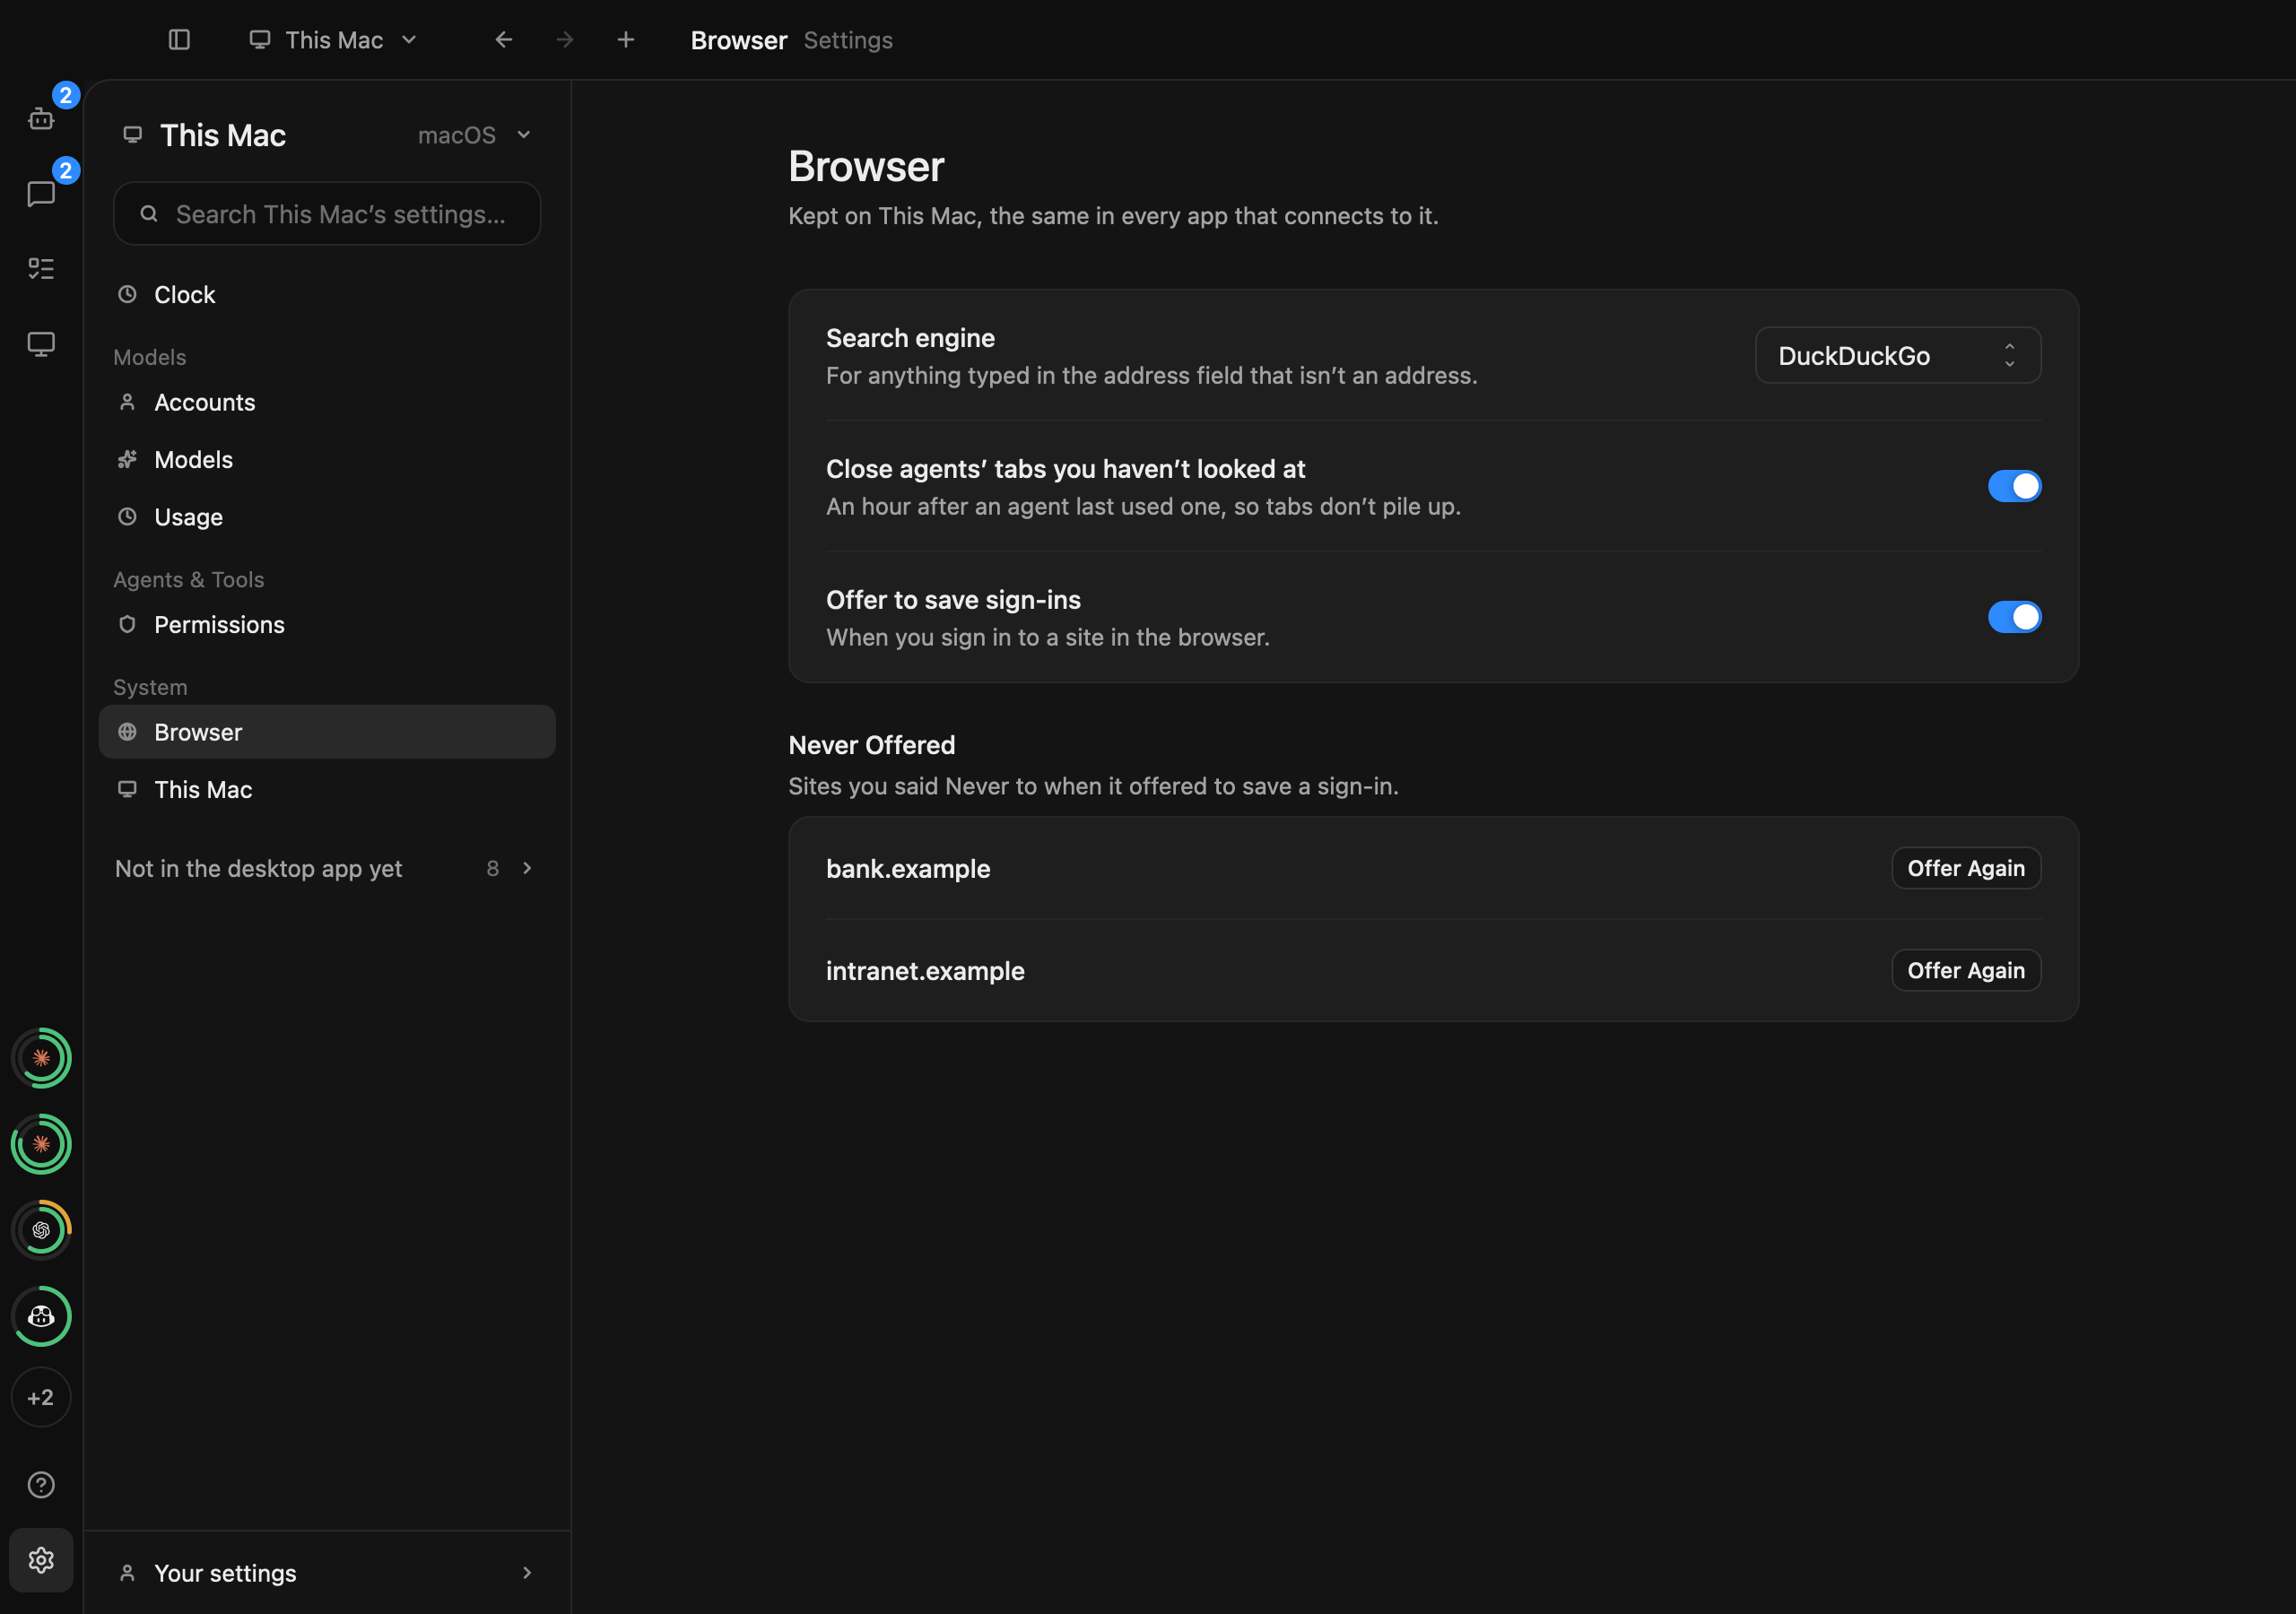 This Mac
Browser Settings
2
2
This Mac macOS
Search This Mac’s settings...
Clock
Models
Accounts
Models
Usage
Agents & Tools
Permissions
System
Browser
This Mac
Not in the desktop app yet 8
+2
Your settings
Browser
Kept on This Mac, the same in every app that connects to it.
Search engine
For anything typed in the address field that isn’t an address.
DuckDuckGo
Close agents’ tabs you haven’t looked at
An hour after an agent last used one, so tabs don’t pile up.
Offer to save sign-ins
When you sign in to a site in the browser.
Never Offered
Sites you said Never to when it offered to save a sign-in.
bank.example
Offer Again
intranet.example
Offer Again